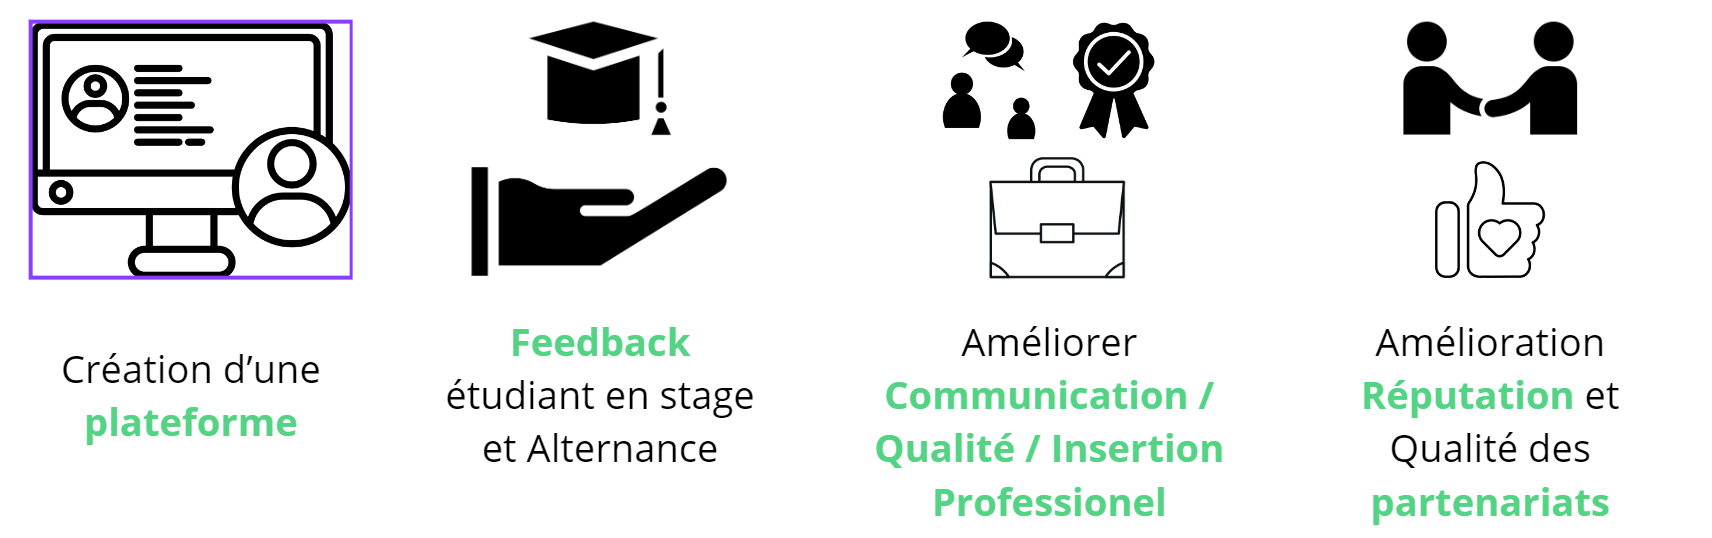 Création d’une
plateforme
Feedback
étudiant en stage
et Alternance
Améliorer
Communication /
Qualité / Insertion
Professionel
Amélioration
Réputation et
Qualité des
partenariats